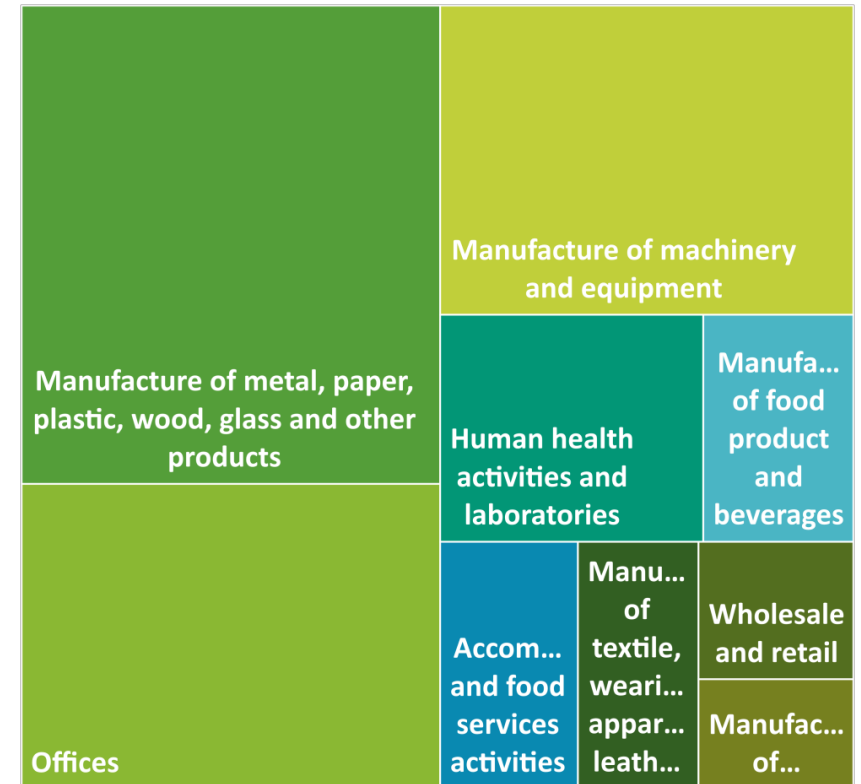 Manufacture of metal, paper,
plastic, wood, glass and other
products
Offices
Manufacture of machinery
and equipment
Human health
activities and
laboratories
Manufa...
of food
product
and
beverages
Accom...
and food
services
activities
Manu...
of
textile,
weari...
appar...
leath...
Wholesale
and retail
Manufac...
of...